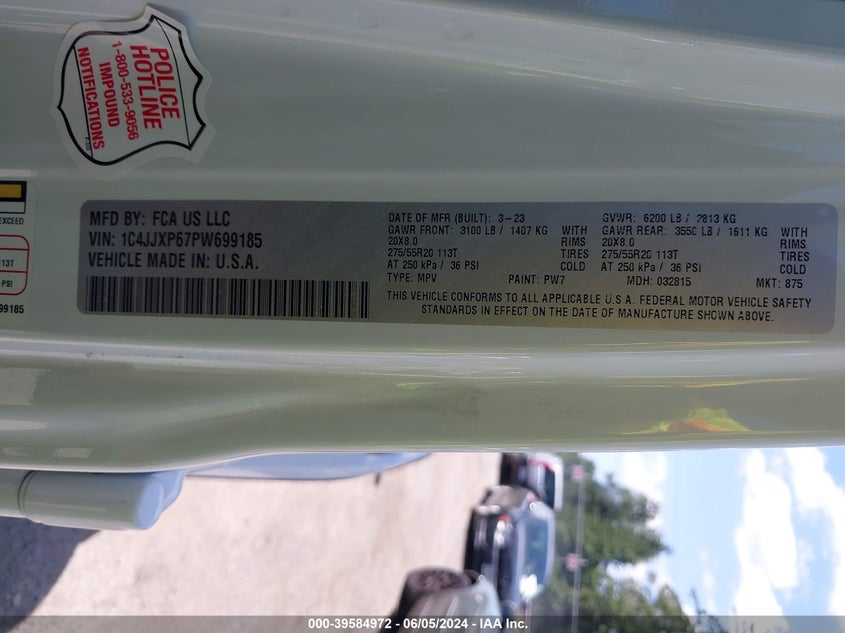 POLICE
HOTLINE
1-800-533-9056
IMPOUND
NOTIFICATIONS
EXCEED
113T
PSI
99185
MFD BY: FCA US LLC
VIN: 1C4JJXP67PW699185
VEHICLE MADE IN: U.S.A.
DATE OF MFR (BUILT): 3-23
GAWR FRONT: 3100 LB / 1407 KG WITH
20X8.0 RIMS
275/55R20 113T TIRES
AT 250 kPa / 36 PSI COLD
TYPE: MPV PAINT: PW7
GVWR: 6200 LB / 2813 KG
GAWR REAR: 3550 LB / 1611 KG WITH
20X8.0 RIMS
275/55R20 113T TIRES
AT 250 kPa / 36 PSI COLD
MDH: 032815 MKT: 875
THIS VEHICLE CONFORMS TO ALL APPLICABLE U.S.A. FEDERAL MOTOR VEHICLE SAFETY
STANDARDS IN EFFECT ON THE DATE OF MANUFACTURE SHOWN ABOVE.
000-39584972 / 06/05/2024 - IAA Inc.